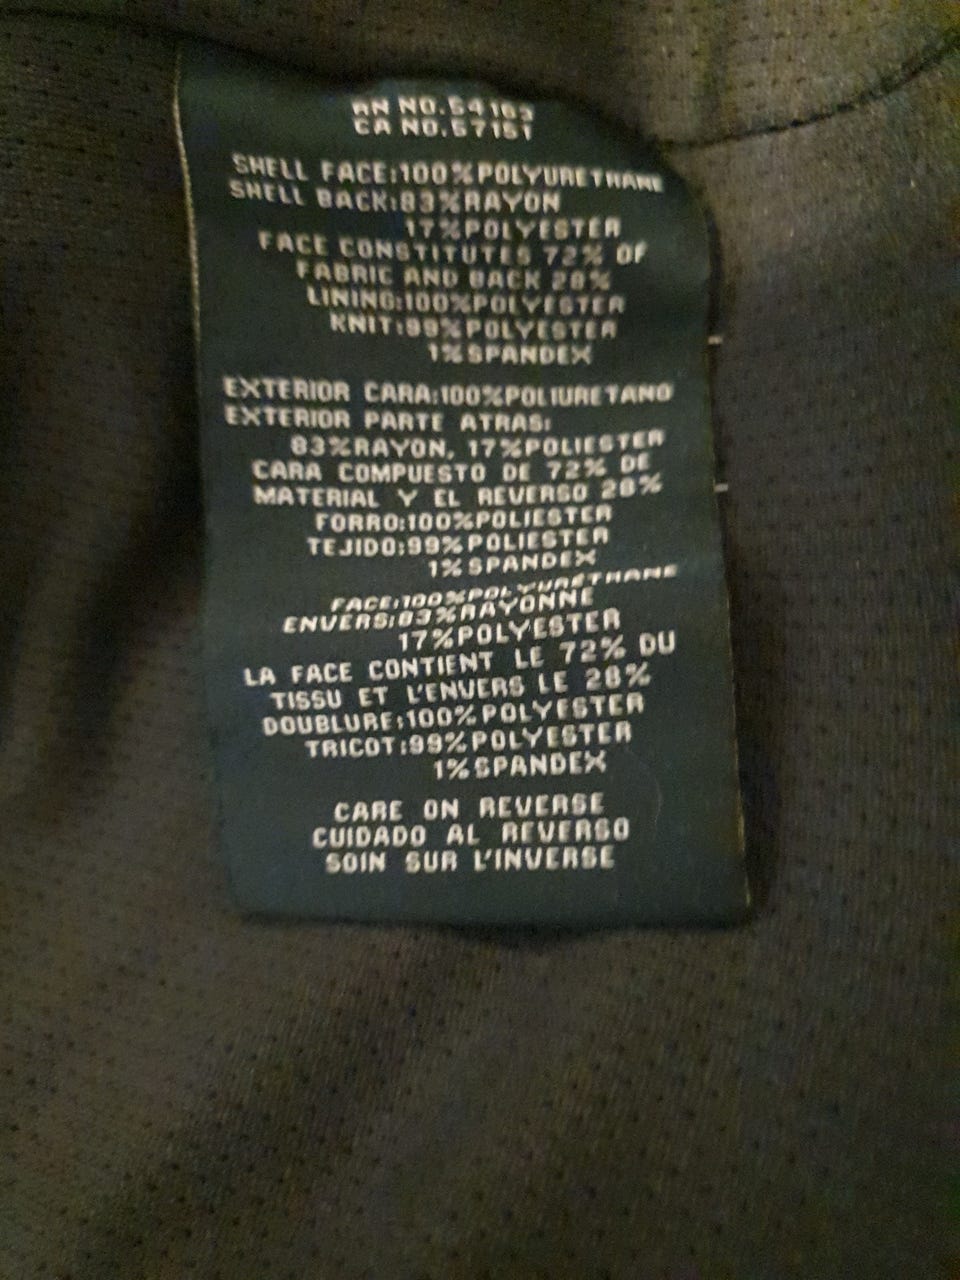 RN NO.54163
CA NO.57151
SHELL FACE:100%POLYURETHANE
SHELL BACK:83%RAYON
17%POLYESTER
FACE CONSTITUTES 72% OF
FABRIC AND BACK 28%
LINING:100%POLYESTER
KNIT:99%POLYESTER
1%SPANDEX
EXTERIOR CARA:100%POLIURETANO
EXTERIOR PARTE ATRAS:
83%RAYON, 17%POLIESTER
CARA COMPUESTO DE 72% DE
MATERIAL Y EL REVERSO 28%
FORRO:100%POLIESTER
TEJIDO:99%POLIESTER
1%SPANDEX
FACE:100%POLYURETHANE
ENVERS:83%RAYONNE
17%POLYESTER
LA FACE CONTIENT LE 72% DU
TISSU ET L'ENVERS LE 28%
DOUBLURE:100%POLYESTER
TRICOT:99%POLYESTER
1%SPANDEX
CARE ON REVERSE
CUIDADO AL REVERSO
SOIN SUR L'INVERSE